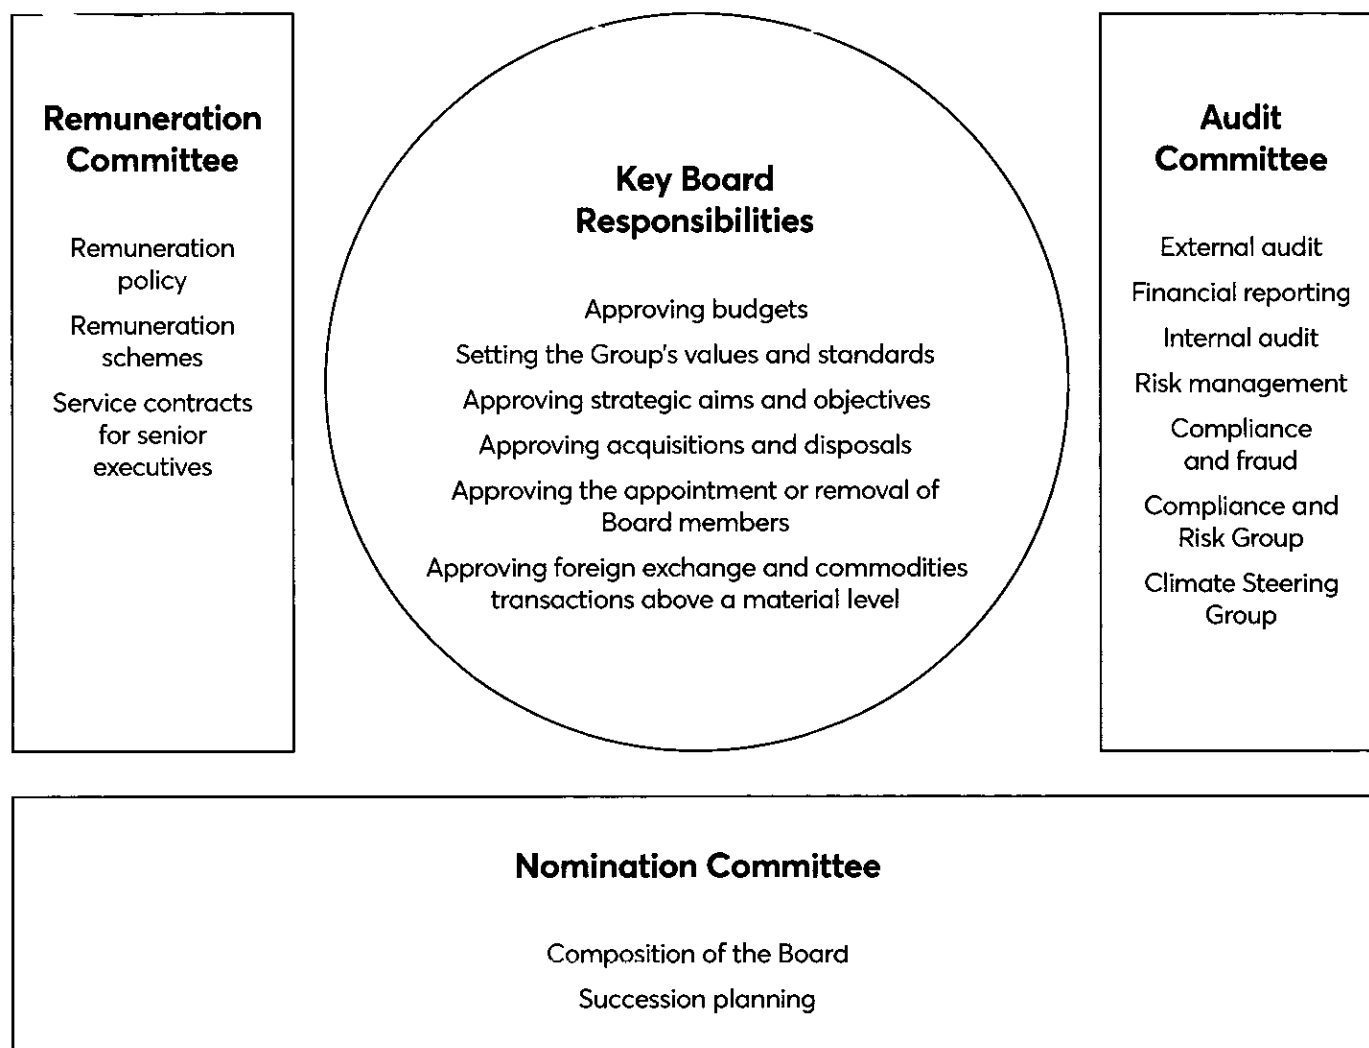 Remuneration
Committee
Remuneration
policy
Remuneration
schemes
Service contracts
for senior
executives
Key Board
Responsibilities
Approving budgets
Setting the Group's values and standards
Approving strategic aims and objectives
Approving acquisitions and disposals
Approving the appointment or removal of
Board members
Approving foreign exchange and commodities
transactions above a material level
Audit
Committee
External audit
Financial reporting
Internal audit
Risk management
Compliance
and fraud
Compliance and
Risk Group
Climate Steering
Group
Nomination Committee
Composition of the Board
Succession planning